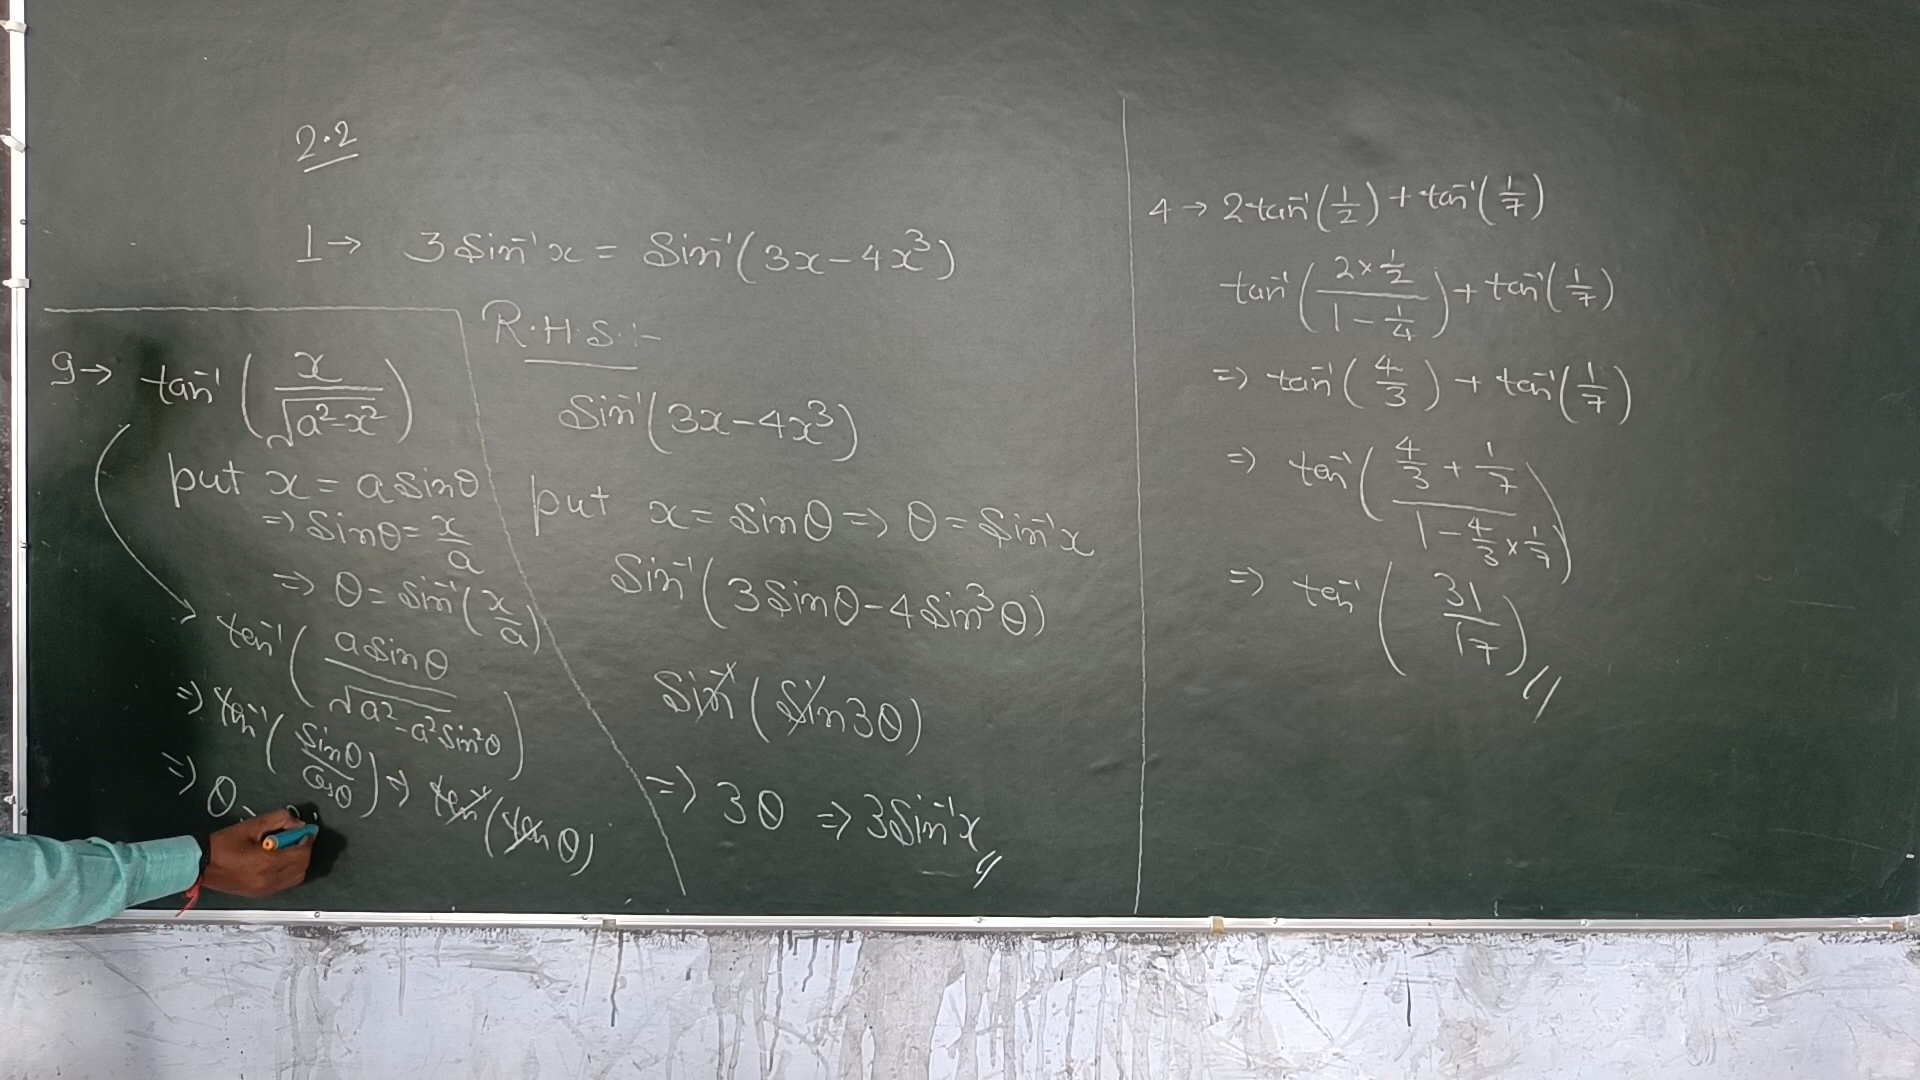 2.2
1→ 3 Sin⁻¹x = Sin⁻¹(3x-4x³)
R.H.S.:-
Sin⁻¹(3x-4x³)
put x = Sinθ => θ = Sin⁻¹x
Sin⁻¹(3Sinθ-4Sin³θ)
Sin⁻¹(Sin3θ)
=> 3θ => 3Sin⁻¹x //
9→ tan⁻¹(x/√(a²-x²))
put x = a Sinθ
=> Sinθ = x/a
=> θ = Sin⁻¹(x/a)
tan⁻¹(a Sinθ/√(a²-a²Sin²θ))
=> tan⁻¹(Sinθ/Cosθ) => tan⁻¹(tanθ)
=> θ
4→ 2tan⁻¹(1/2) + tan⁻¹(1/7)
tan⁻¹((2×1/2)/(1-1/4)) + tan⁻¹(1/7)
=> tan⁻¹(4/3) + tan⁻¹(1/7)
=> tan⁻¹((4/3 + 1/7)/(1-4/3×1/7))
=> tan⁻¹(31/17) //